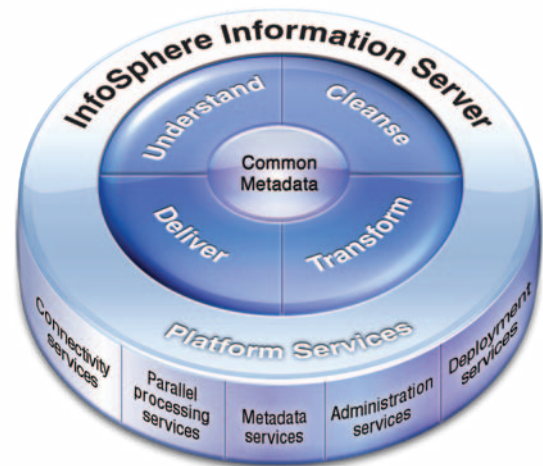 InfoSphere Information Server
Understand
Cleanse
Common
Metadata
Deliver
Transform
Platform Services
Connectivity
services
Parallel
processing
services
Metadata
services
Administration
services
Deployment
services